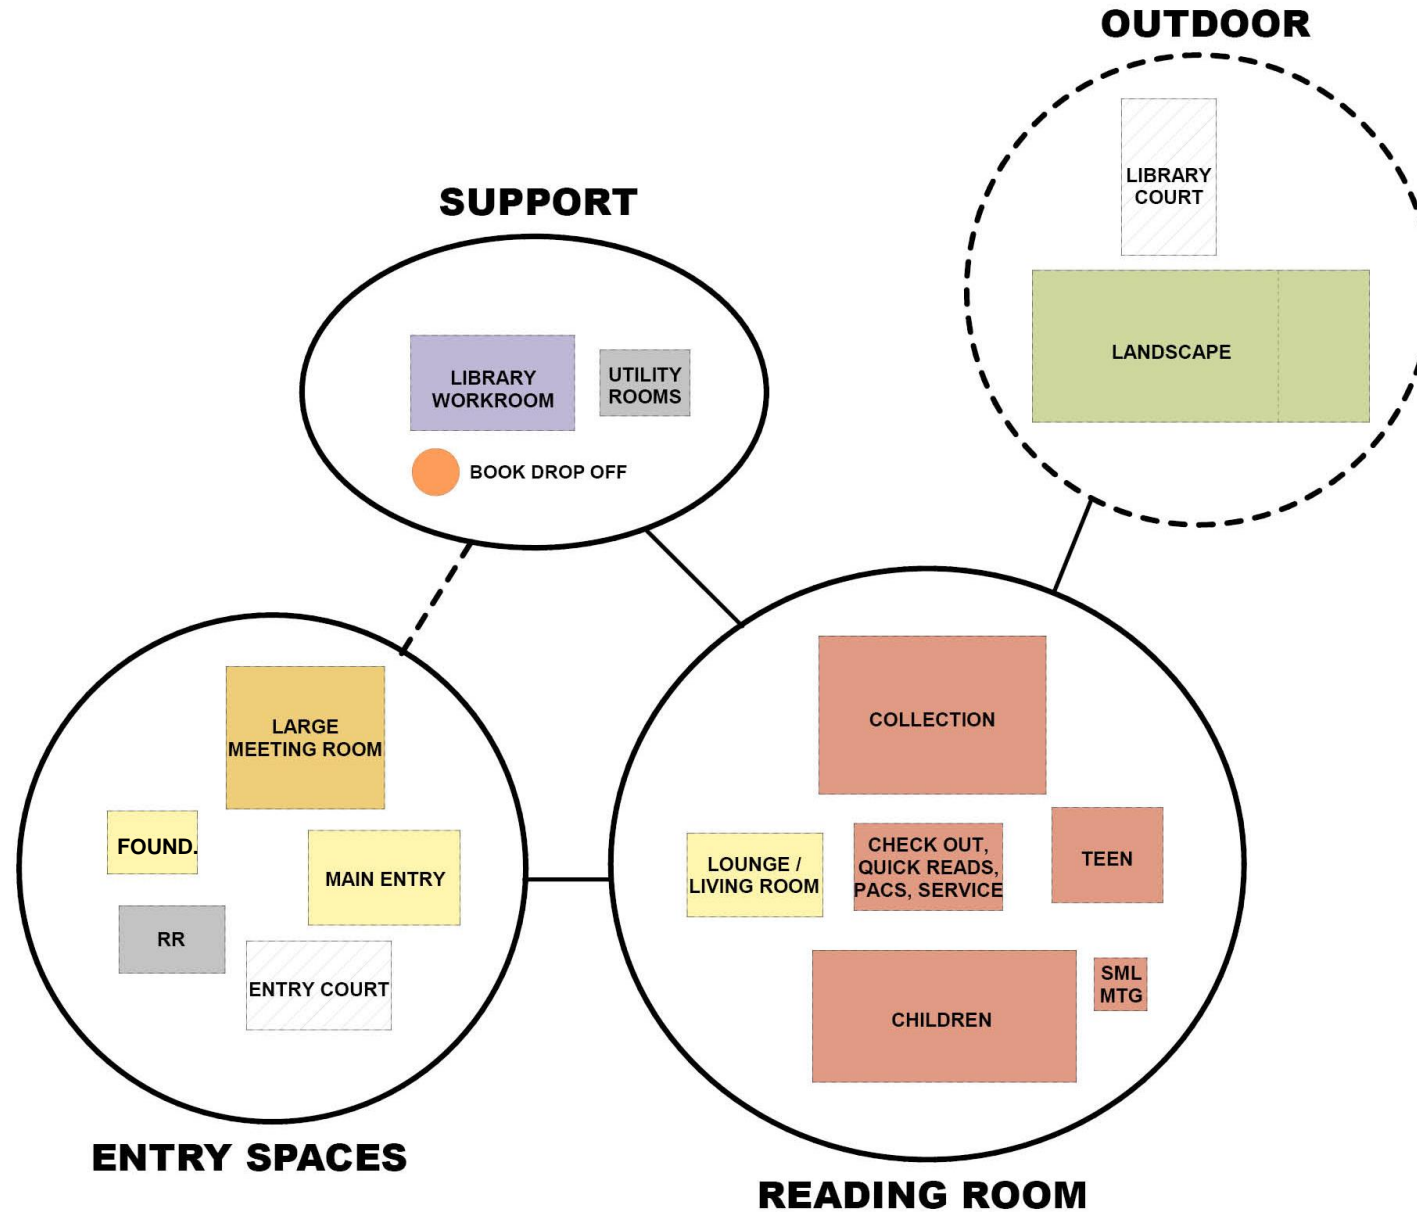 OUTDOOR
LIBRARY
COURT
LANDSCAPE
SUPPORT
LIBRARY
WORKROOM
UTILITY
ROOMS
BOOK DROP OFF
LARGE
MEETING ROOM
FOUND.
MAIN ENTRY
RR
ENTRY COURT
ENTRY SPACES
COLLECTION
LOUNGE /
LIVING ROOM
CHECK OUT,
QUICK READS,
PACS, SERVICE
TEEN
CHILDREN
SML
MTG
READING ROOM